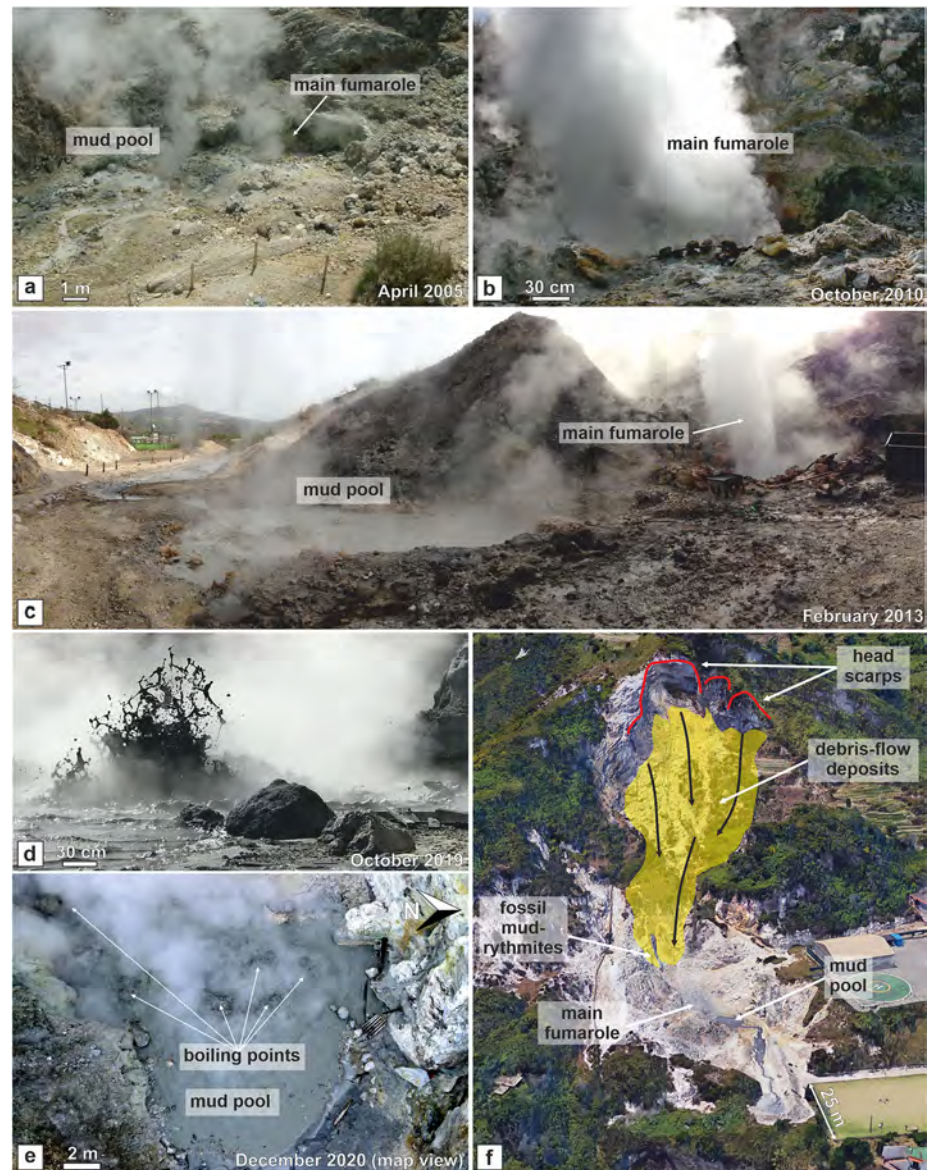 main
fumarole
mud pool
a
1 m
April 2005
main fumarole
b
30 cm
October 2010
main fumarole
mud pool
c
February 2013
d
30 cm
October 2019
head
scarps
debris-flow
deposits
fossil
mud-
rythmites
mud
pool
main
fumarole
25 m
f
N
boiling points
mud pool
e
2 m
December 2020 (map view)